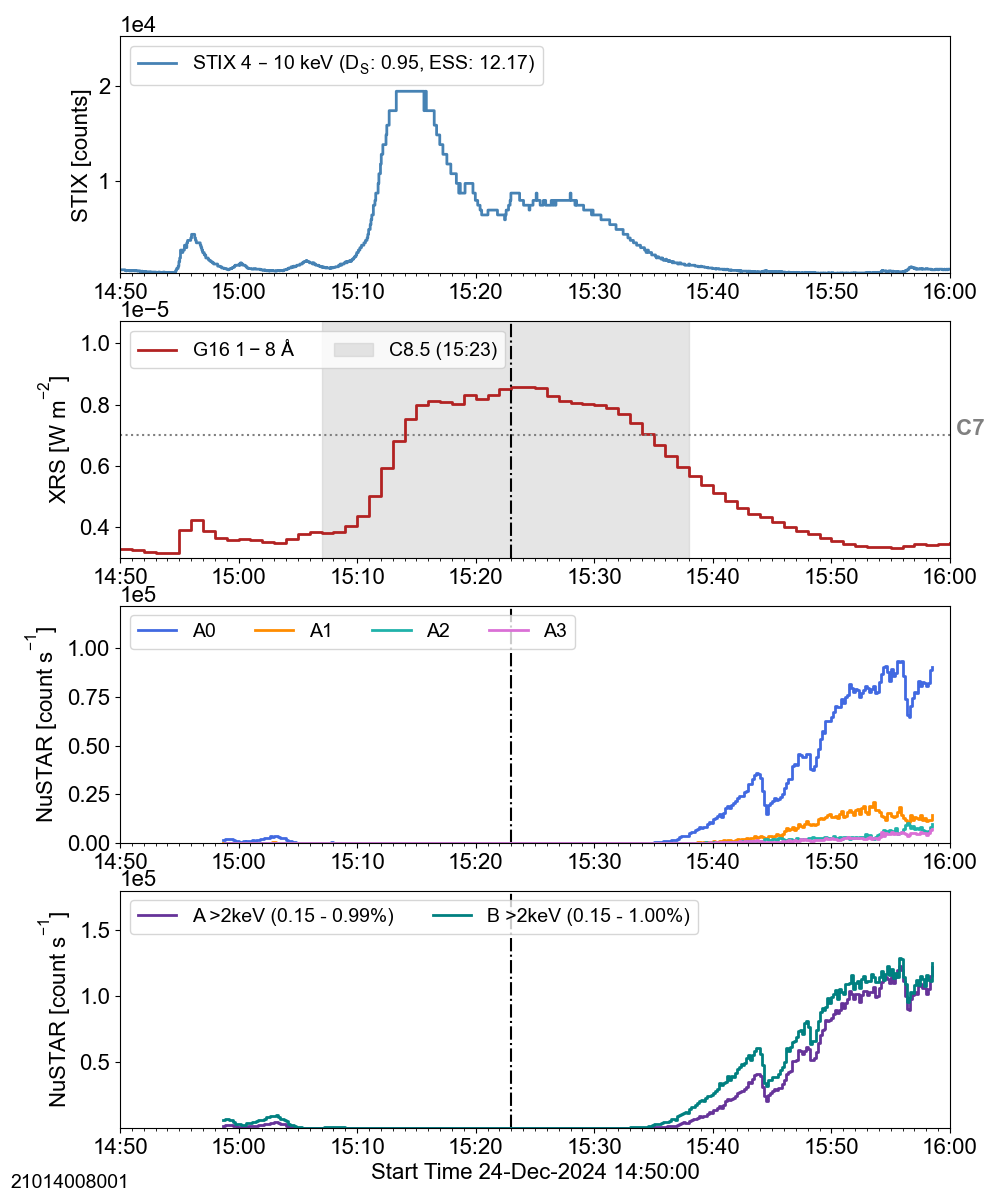 1e4
STIX 4 – 10 keV (D_S: 0.95, ESS: 12.17)
STIX [counts]
2
1
14:50 15:00 15:10 15:20 15:30 15:40 15:50 16:00
1e−5
G16 1 – 8 Å C8.5 (15:23)
XRS [W m⁻²]
1.0
0.8
C7
0.6
0.4
14:50 15:00 15:10 15:20 15:30 15:40 15:50 16:00
1e5
A0 A1 A2 A3
NuSTAR [count s⁻¹]
1.00
0.75
0.50
0.25
0.00
14:50 15:00 15:10 15:20 15:30 15:40 15:50 16:00
1e5
A >2keV (0.15 - 0.99%) B >2keV (0.15 - 1.00%)
NuSTAR [count s⁻¹]
1.5
1.0
0.5
14:50 15:00 15:10 15:20 15:30 15:40 15:50 16:00
Start Time 24-Dec-2024 14:50:00
21014008001